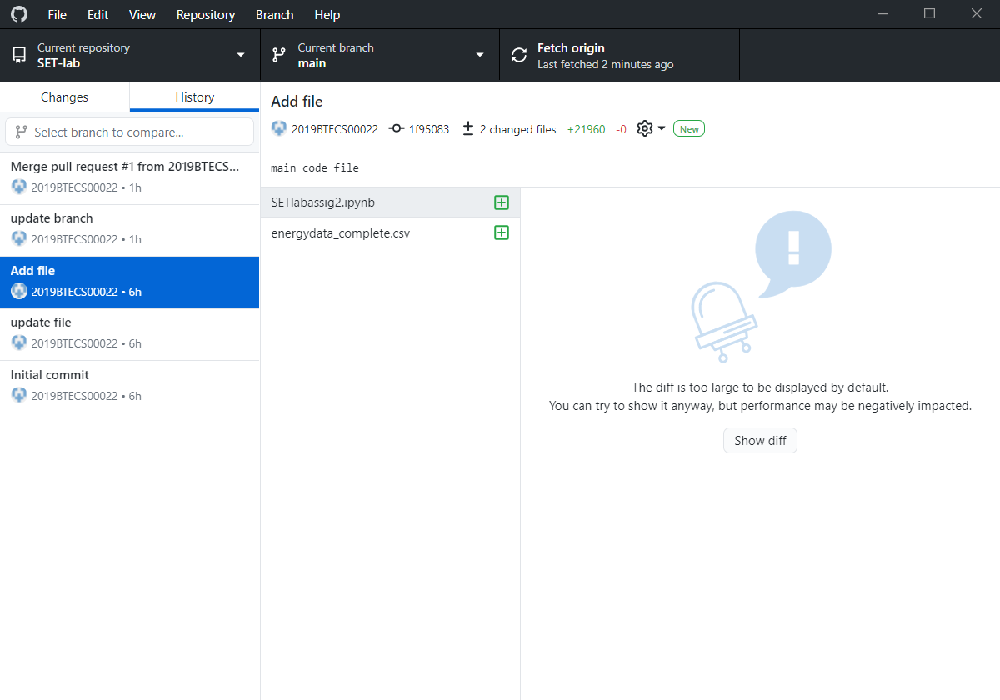 File Edit View Repository Branch Help
Current repository
SET-lab
Current branch
main
Fetch origin
Last fetched 2 minutes ago
Changes History
Select branch to compare...
Merge pull request #1 from 2019BTECS...
2019BTECS00022 • 1h
update branch
2019BTECS00022 • 1h
Add file
2019BTECS00022 • 6h
update file
2019BTECS00022 • 6h
Initial commit
2019BTECS00022 • 6h
Add file
2019BTECS00022 1f95083 2 changed files +21960 -0 New
main code file
SETlabassig2.ipynb
energydata_complete.csv
The diff is too large to be displayed by default.
You can try to show it anyway, but performance may be negatively impacted.
Show diff